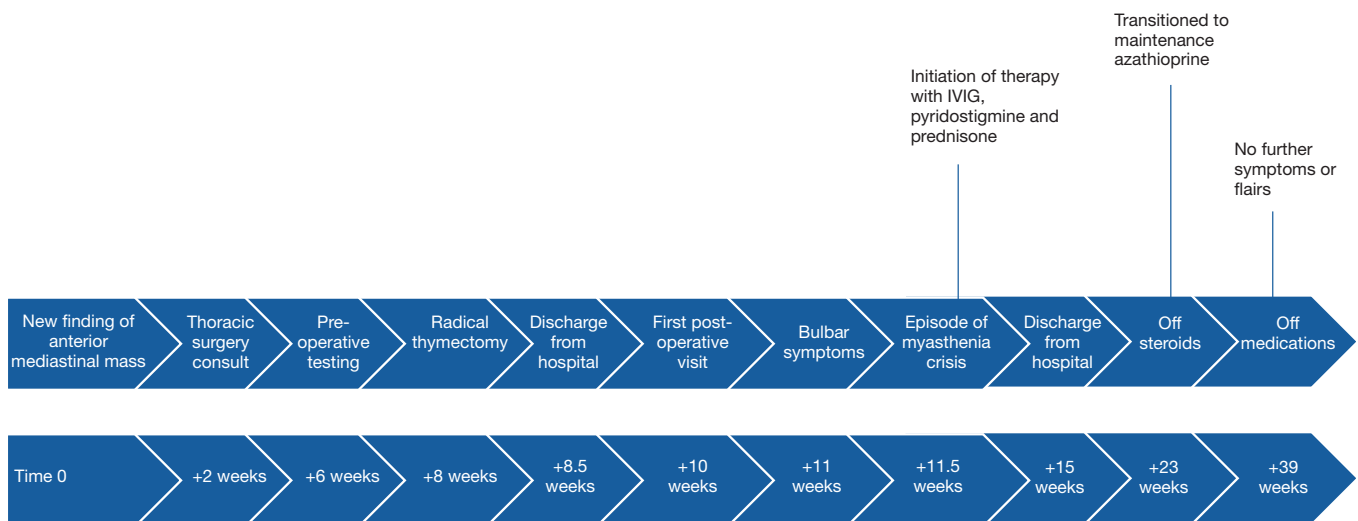 Transitioned to
maintenance
azathioprine
Initiation of therapy
with IVIG,
pyridostigmine and
prednisone
No further
symptoms or
flairs
New finding of
anterior
mediastinal mass
Thoracic
surgery
consult
Pre-
operative
testing
Radical
thymectomy
Discharge
from
hospital
First post-
operative
visit
Bulbar
symptoms
Episode of
myasthenia
crisis
Discharge
from
hospital
Off
steroids
Off
medications
Time 0
+2 weeks
+6 weeks
+8 weeks
+8.5
weeks
+10
weeks
+11
weeks
+11.5
weeks
+15
weeks
+23
weeks
+39
weeks